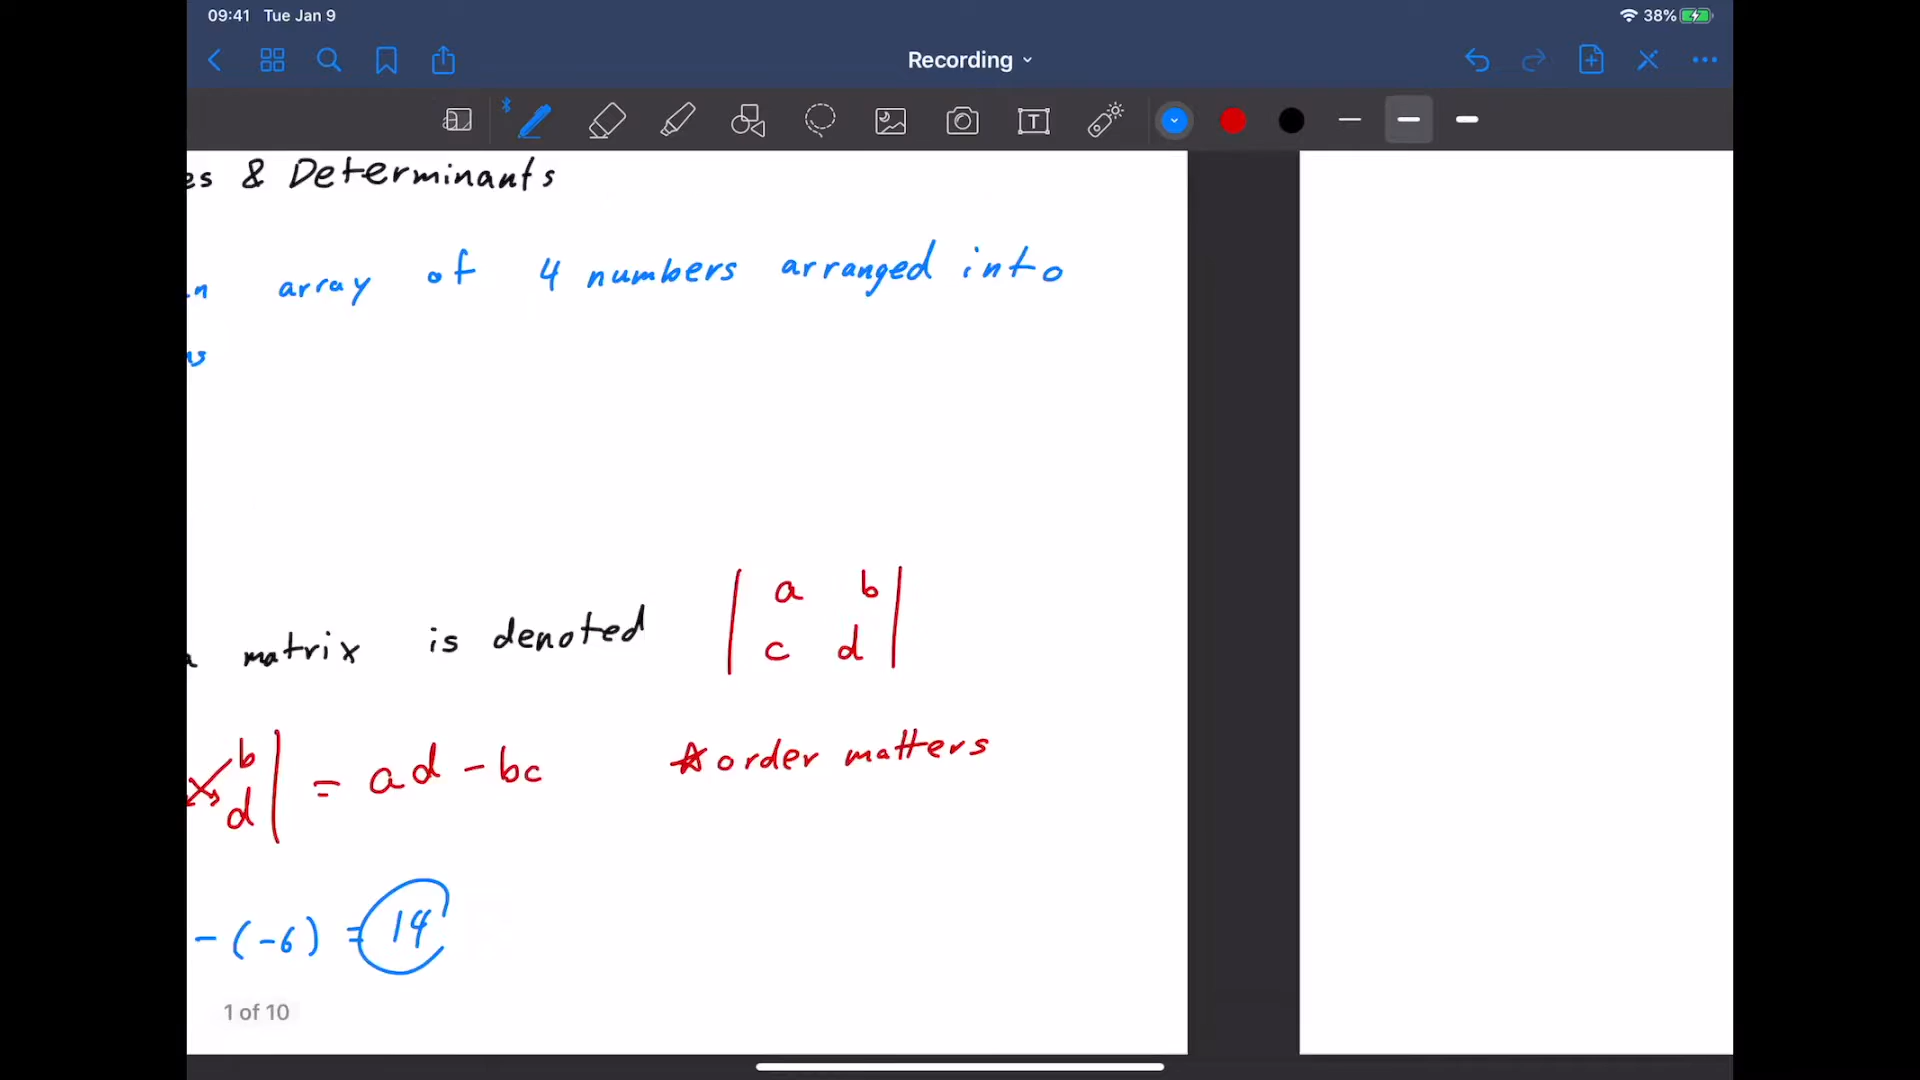 09:41 Tue Jan 9 38%
Recording
T
es & Determinants
n array of 4 numbers arranged into
ns
a b
c d
a matrix is denoted
b
d = ad - bc
☆ order matters
- (-6) = 14
1 of 10